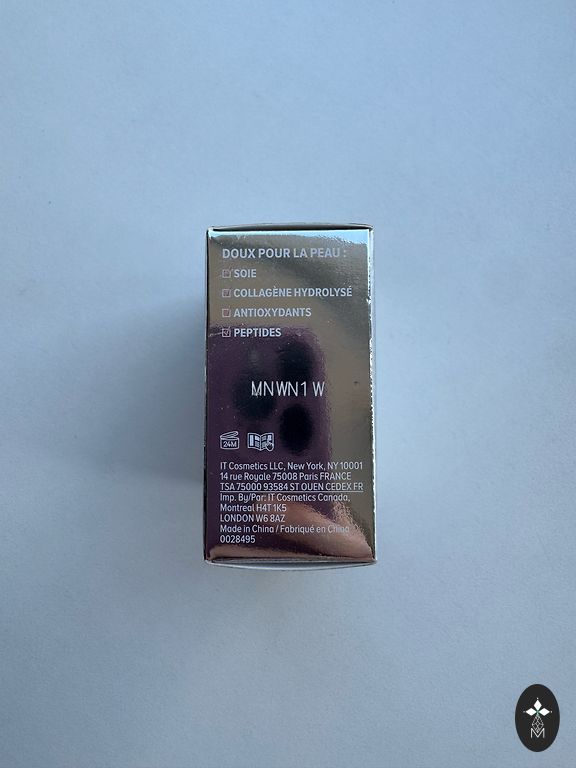 DOUX POUR LA PEAU :
SOIE
COLLAGÈNE HYDROLYSÉ
ANTIOXYDANTS
PEPTIDES
MNWN1W
24M
IT Cosmetics LLC, New York, NY 10001
14 rue Royale 75008 Paris FRANCE
TSA 75000 93584 ST OUEN CEDEX FR
Imp. By/Par: IT Cosmetics Canada,
Montreal H4T 1K5
LONDON W6 8AZ
Made in China / Fabriqué en Chine
0028495
M